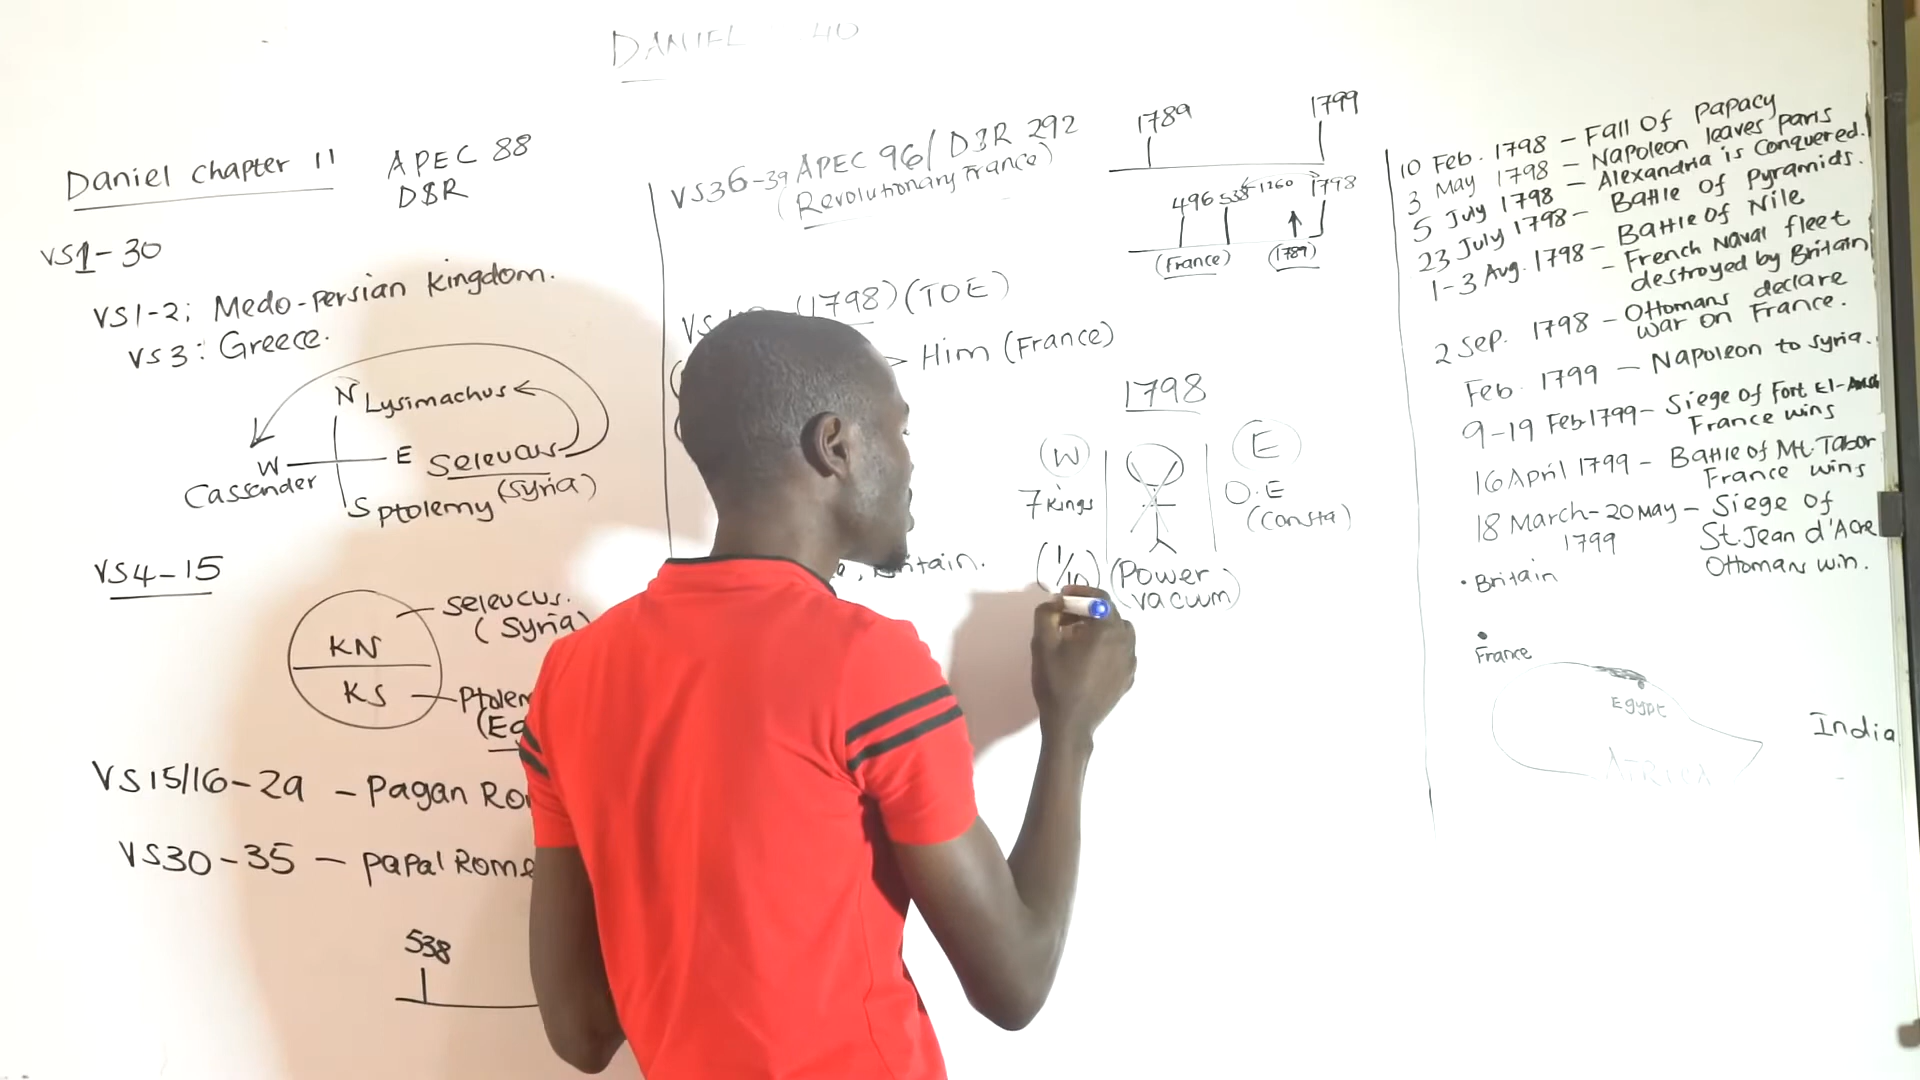 DANIEL 40
Daniel chapter 11
APEC 88
D&R
VS1-30
VS1-2; Medo-persian kingdom.
VS3: Greece.
N Lysimachus
W
E Seleucus
(Syria)
Cassander
S Ptolemy
VS4-15
KN
KS
Seleucus.
(Syria)
VS15/16-29 - Pagan
VS30-35 - papal Rome
538
VS36-39 APEC 96/ D&R 292
(Revolutionary France)
1789
1799
496 538 1260 1798
(France)
(1789)
(1798) (TOE)
Him (France)
1798
W
E
7 kings
O.E
(Consta)
(1/10)
(Power
vacuum)
10 Feb. 1798 - Fall Of Papacy
3 May 1798 - Napoleon leaves paris
5 July 1798 - Alexandria is Conquered.
23 July 1798 - Battle Of Pyramids.
1-3 Aug. 1798 - Battle Of Nile
- French Naval fleet
destroyed by Britain
2 Sep. 1798 - Ottomans declare
war on France.
Feb. 1799 - Napoleon to Syria.
9-19 Feb 1799 - Siege of Fort El-
France wins
16 April 1799 - Battle of Mt. Tabor
France wins
18 March - 20 May - Siege of
1799
St. Jean d'Acre
Ottomans win.
• Britain
• France
Egypt
Africa
India